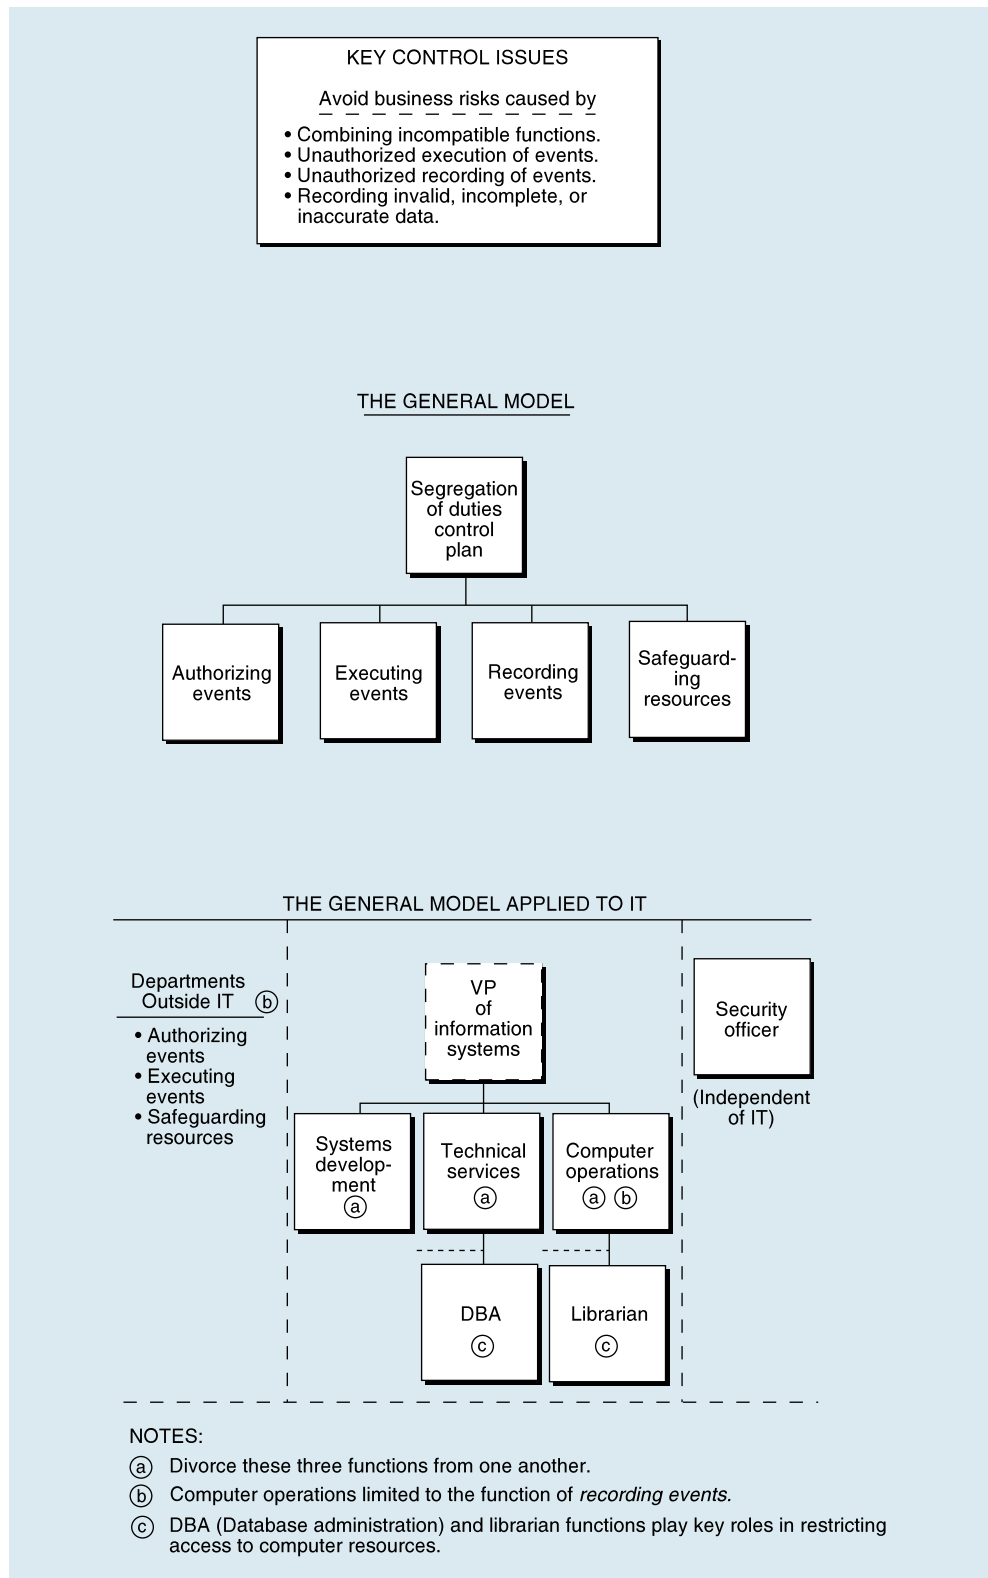 KEY CONTROL ISSUES
Avoid business risks caused by
• Combining incompatible functions.
• Unauthorized execution of events.
• Unauthorized recording of events.
• Recording invalid, incomplete, or
inaccurate data.
THE GENERAL MODEL
Segregation
of duties
control
plan
Authorizing
events
Executing
events
Recording
events
Safeguard-
ing
resources
THE GENERAL MODEL APPLIED TO IT
Departments
Outside IT ⓑ
• Authorizing
events
• Executing
events
• Safeguarding
resources
VP
of
information
systems
Systems
develop-
ment
ⓐ
Technical
services
ⓐ
Computer
operations
ⓐ ⓑ
DBA
ⓒ
Librarian
ⓒ
Security
officer
(Independent
of IT)
NOTES:
ⓐ Divorce these three functions from one another.
ⓑ Computer operations limited to the function of recording events.
ⓒ DBA (Database administration) and librarian functions play key roles in restricting
access to computer resources.